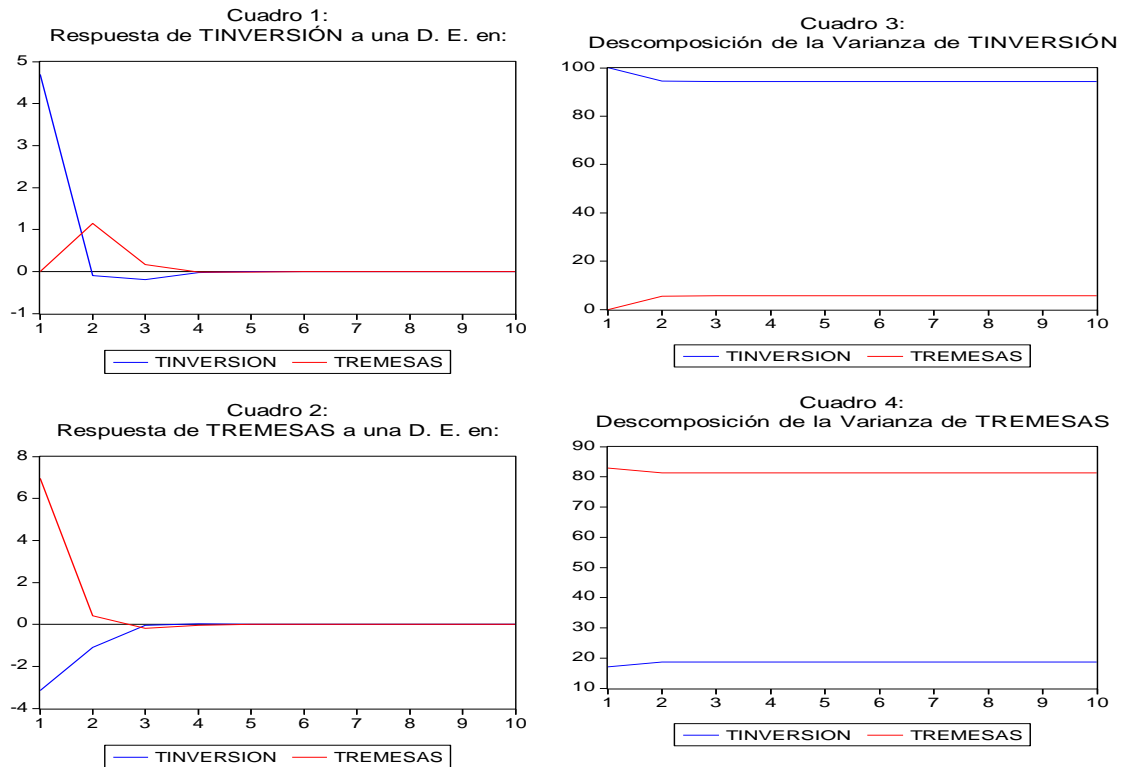 Cuadro 1:
Respuesta de TINVERSIÓN a una D. E. en:
5
4
3
2
1
0
-1
1 2 3 4 5 6 7 8 9 10
TINVERSION TREMESAS
Cuadro 3:
Descomposición de la Varianza de TINVERSIÓN
100
80
60
40
20
0
1 2 3 4 5 6 7 8 9 10
TINVERSION TREMESAS
Cuadro 2:
Respuesta de TREMESAS a una D. E. en:
8
6
4
2
0
-2
-4
1 2 3 4 5 6 7 8 9 10
TINVERSION TREMESAS
Cuadro 4:
Descomposición de la Varianza de TREMESAS
90
80
70
60
50
40
30
20
10
1 2 3 4 5 6 7 8 9 10
TINVERSION TREMESAS